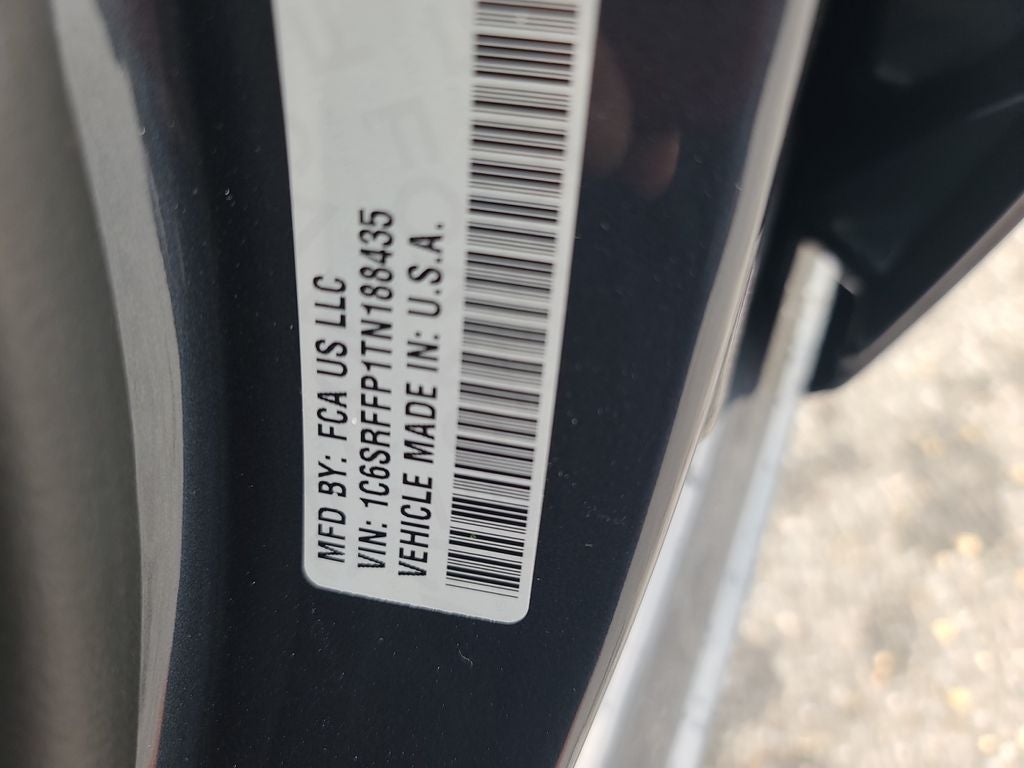 MFD BY: FCA US LLC
VIN: 1C6SRFFP1TN188435
VEHICLE MADE IN: U.S.A.